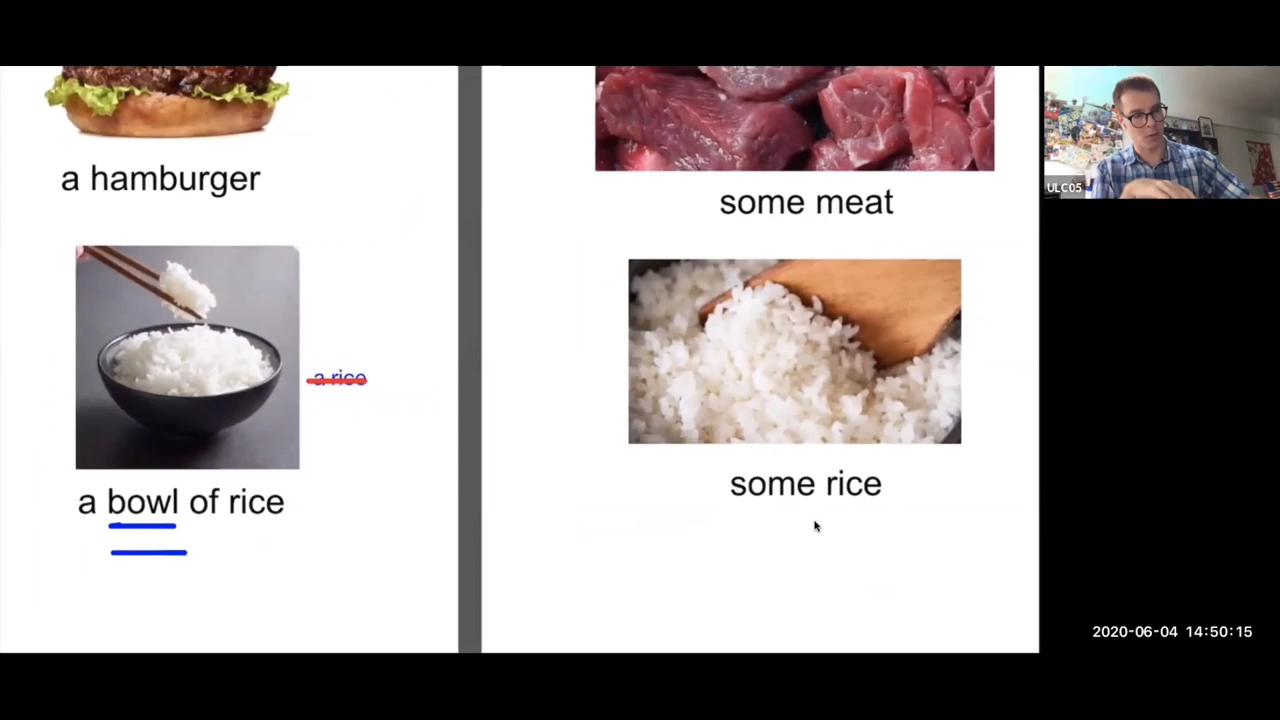 a hamburger
a rice
a bowl of rice
some meat
some rice
ULC05
2020-06-04 14:50:15